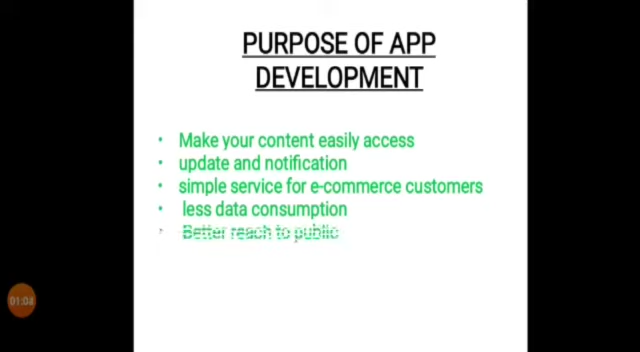 PURPOSE OF APP
DEVELOPMENT
• Make your content easily access
• update and notification
• simple service for e-commerce customers
• less data consumption
• Better reach to public
01:04